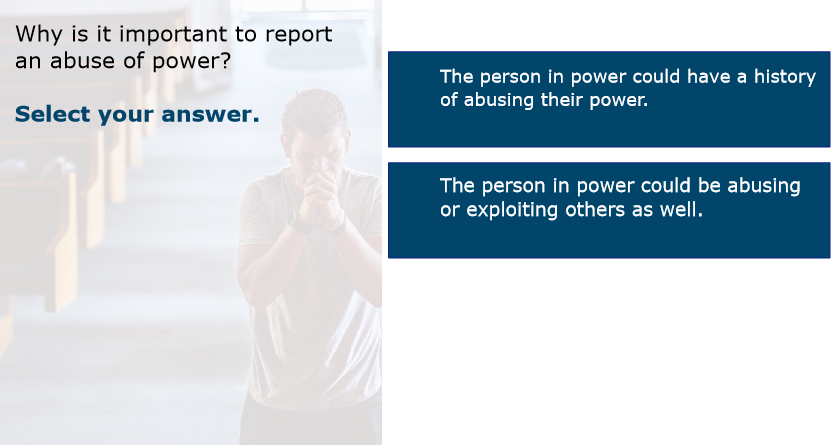 Why is it important to report
an abuse of power?
Select your answer.
The person in power could have a history
of abusing their power.
The person in power could be abusing
or exploiting others as well.